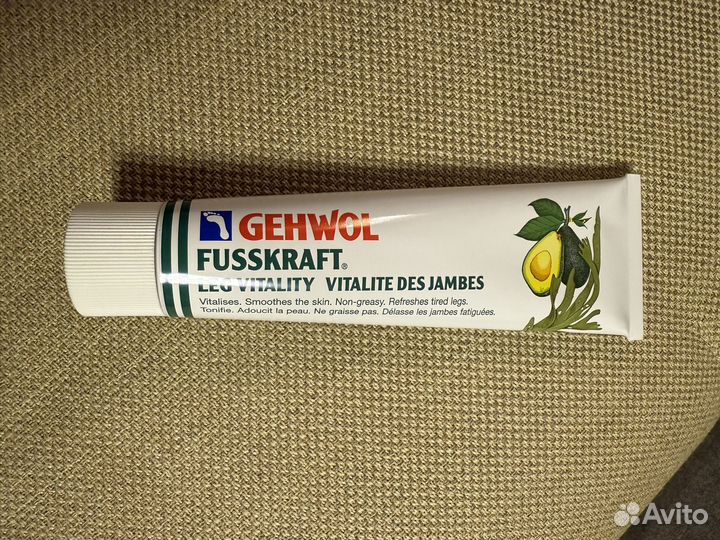 GEHWOL
FUSSKRAFT®
LEG VITALITY VITALITE DES JAMBES
Vitalises. Smoothes the skin. Non-greasy. Refreshes tired legs.
Tonifie. Adoucit la peau. Ne graisse pas. Délasse les jambes fatiguées.
Avito